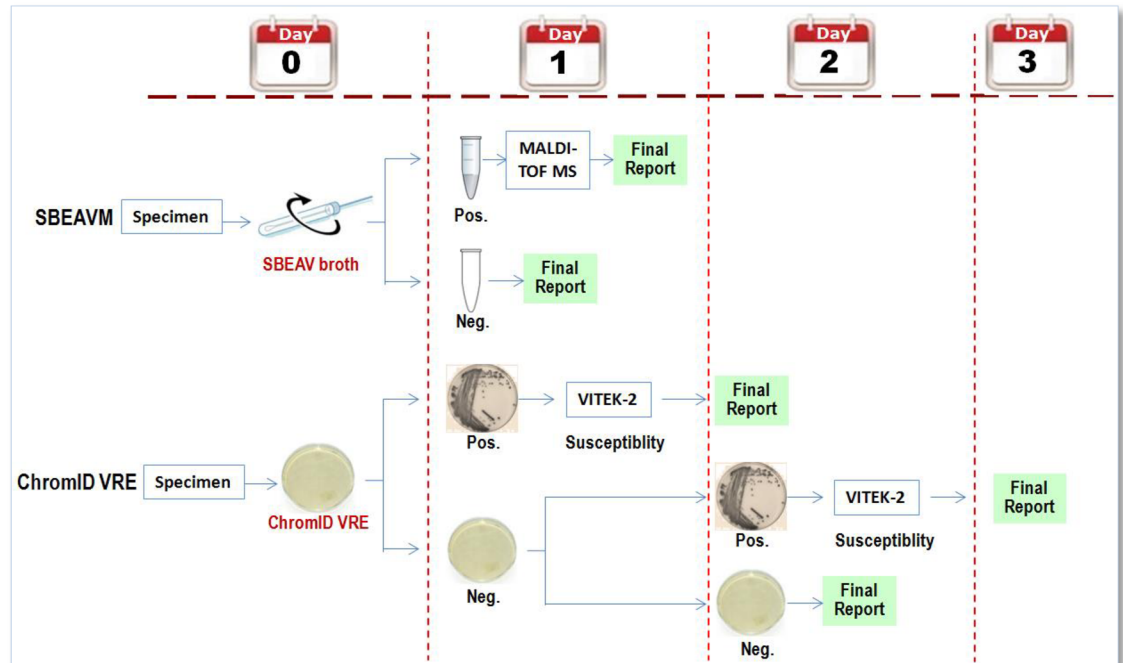 Day
0
Day
1
Day
2
Day
3
SBEAVM
Specimen
SBEAV broth
Pos.
MALDI-
TOF MS
Final
Report
Neg.
Final
Report
ChromID VRE
Specimen
ChromID VRE
Pos.
VITEK-2
Susceptiblity
Final
Report
Neg.
Pos.
VITEK-2
Susceptiblity
Final
Report
Neg.
Final
Report